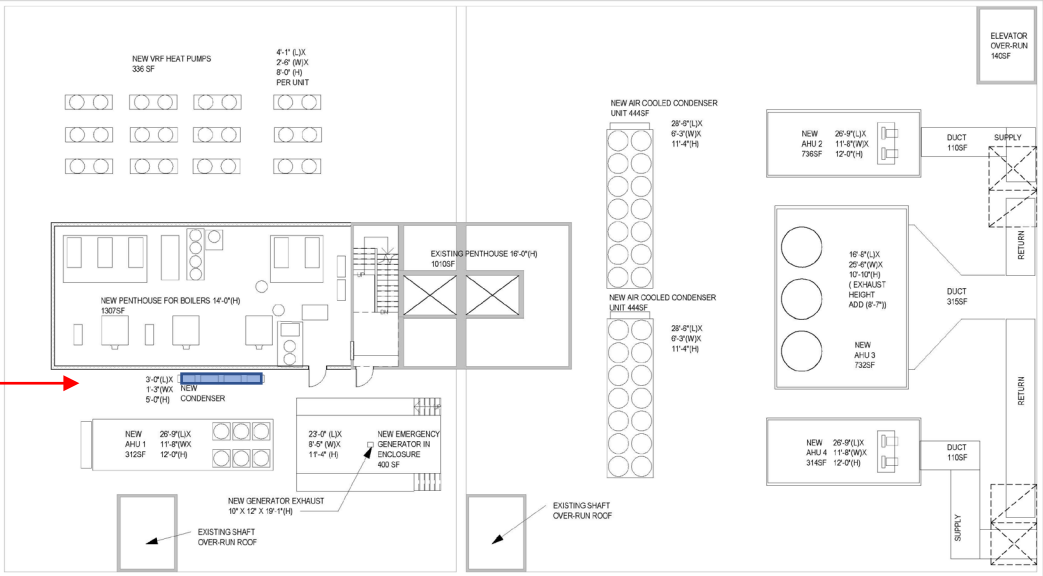 NEW VRF HEAT PUMPS
336 SF
4'-1" (L)X
2'-6" (W)X
8'-0" (H)
PER UNIT
ELEVATOR
OVER-RUN
140SF
NEW AIR COOLED CONDENSER
UNIT 444SF
28'-6"(L)X
6'-3"(W)X
11'-4"(H)
NEW
AHU 2
736SF
26'-9"(L)X
11'-8"(W)X
12'-0"(H)
DUCT
110SF
SUPPLY
RETURN
EXISTING PENTHOUSE 16'-0"(H)
1010SF
NEW PENTHOUSE FOR BOILERS 14'-0"(H)
1307SF
NEW AIR COOLED CONDENSER
UNIT 444SF
28'-6"(L)X
6'-3"(W)X
11'-4"(H)
16'-8"(L)X
25'-6"(W)X
10'-10"(H)
( EXHAUST
HEIGHT
ADD (8'-7"))
NEW
AHU 3
732SF
DUCT
315SF
RETURN
3'-0"(L)X
1'-3"(WX
5'-0"(H)
NEW
CONDENSER
NEW
AHU 1
312SF
26'-9"(L)X
11'-8"(WX
12'-0"(H)
23'-0" (L)X
8'-5" (W)X
11'-4" (H)
NEW EMERGENCY
GENERATOR IN
ENCLOSURE
400 SF
NEW
AHU 4
314SF
26'-9"(L)X
11'-8"(W)X
12'-0"(H)
DUCT
110SF
SUPPLY
NEW GENERATOR EXHAUST
10" X 12" X 19'-1"(H)
EXISTING SHAFT
OVER-RUN ROOF
EXISTING SHAFT
OVER-RUN ROOF